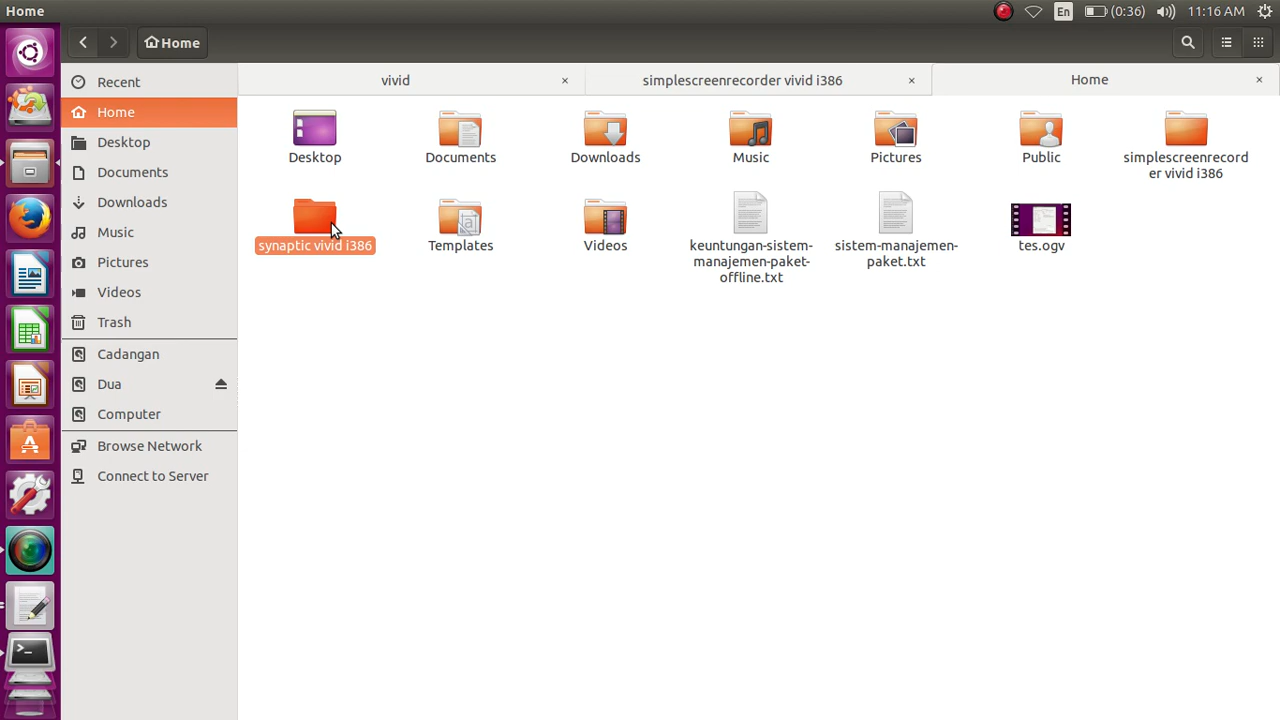 Home
En
(0:36)
11:16 AM
Home
vivid
simplescreenrecorder vivid i386
Home
Recent
Home
Desktop
Documents
Downloads
Music
Pictures
Videos
Trash
Cadangan
Dua
Computer
Browse Network
Connect to Server
Desktop
Documents
Downloads
Music
Pictures
Public
simplescreenrecord
er vivid i386
synaptic vivid i386
Templates
Videos
keuntungan-sistem-
manajemen-paket-
offline.txt
sistem-manajemen-
paket.txt
tes.ogv